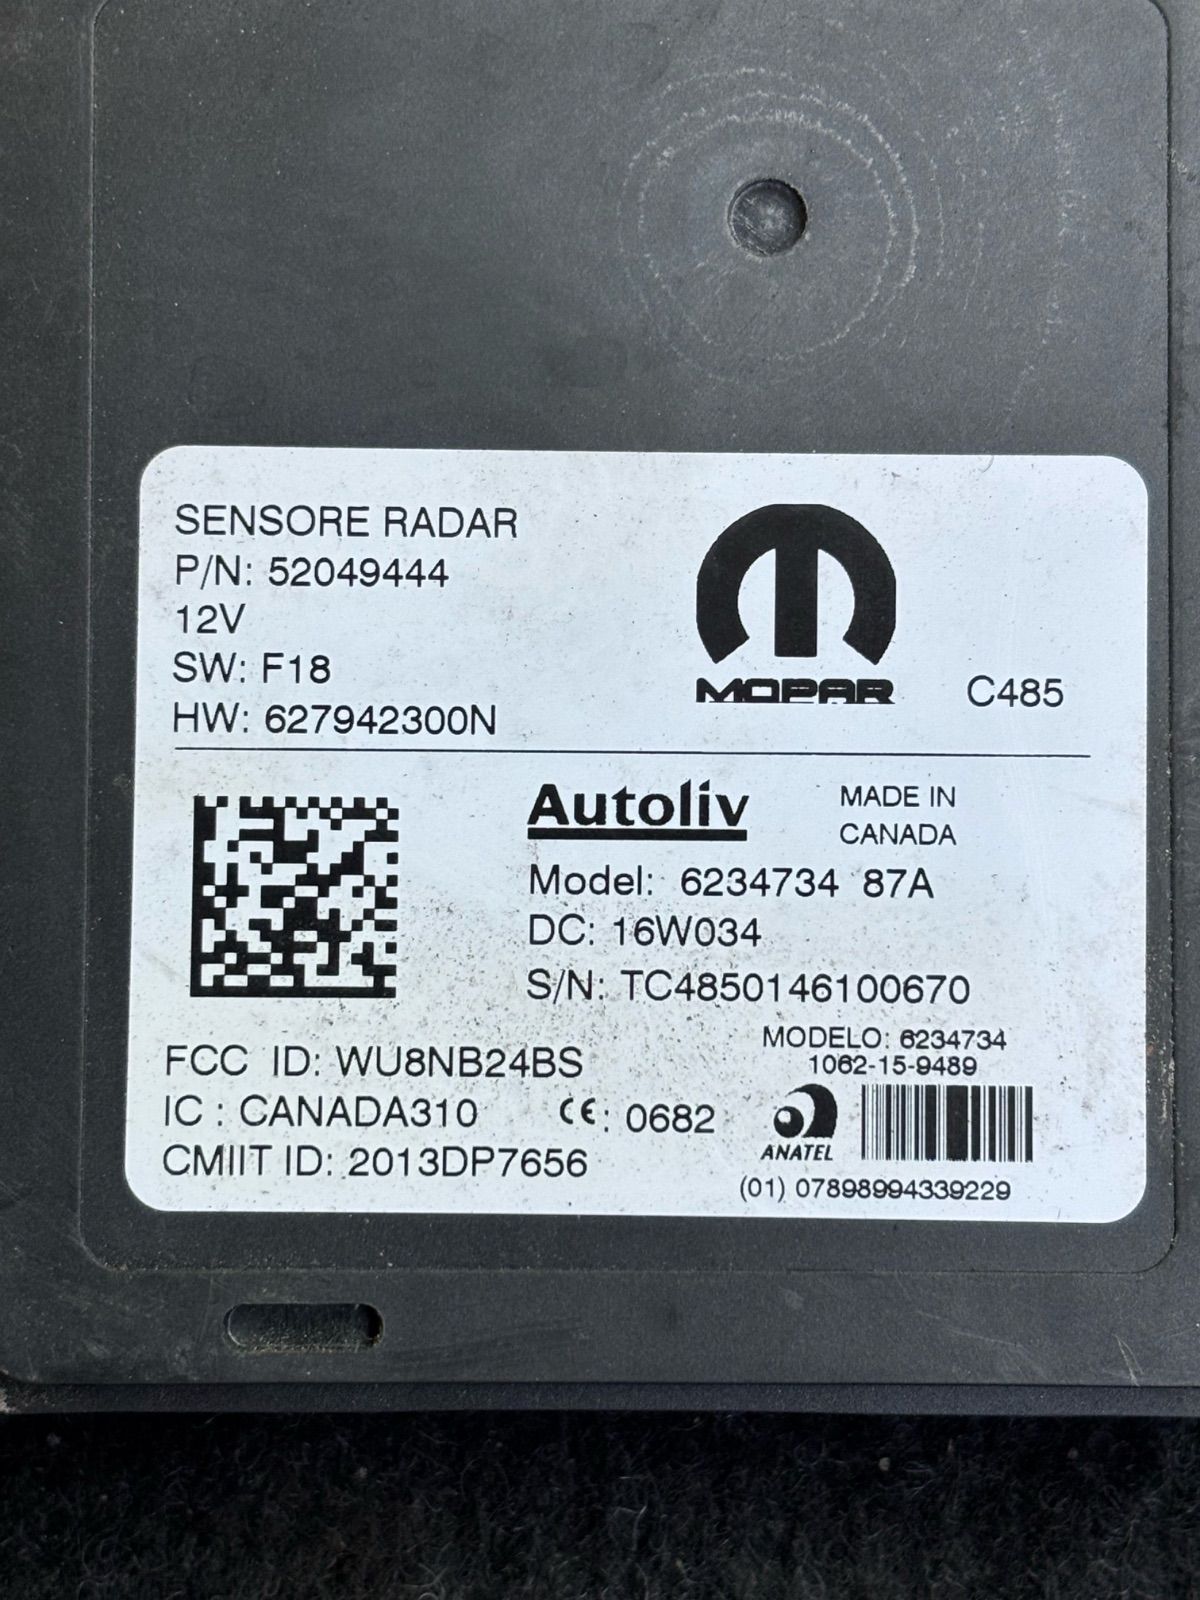 SENSORE RADAR
P/N: 52049444
12V
SW: F18
HW: 627942300N
MOPAR
C485
Autoliv
MADE IN
CANADA
Model: 6234734 87A
DC: 16W034
S/N: TC4850146100670
FCC ID: WU8NB24BS
IC : CANADA310
CE: 0682
CMIIT ID: 2013DP7656
MODELO: 6234734
1062-15-9489
ANATEL
(01) 07898994339229